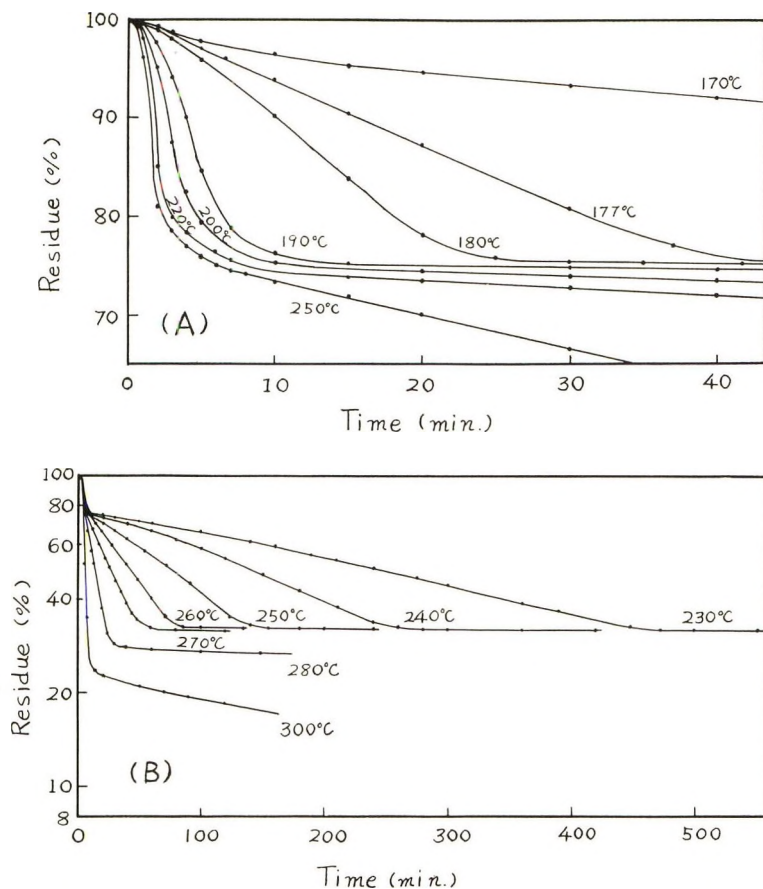 100
90
80
70
Residue (%)
170°C
177°C
180°C
190°C
200°C
220°C
250°C
(A)
0 10 20 30 40
Time (min.)
100
80
60
40
20
10
8
Residue (%)
260°C 250°C 240°C 230°C
270°C
280°C
300°C
(B)
0 100 200 300 400 500
Time (min.)